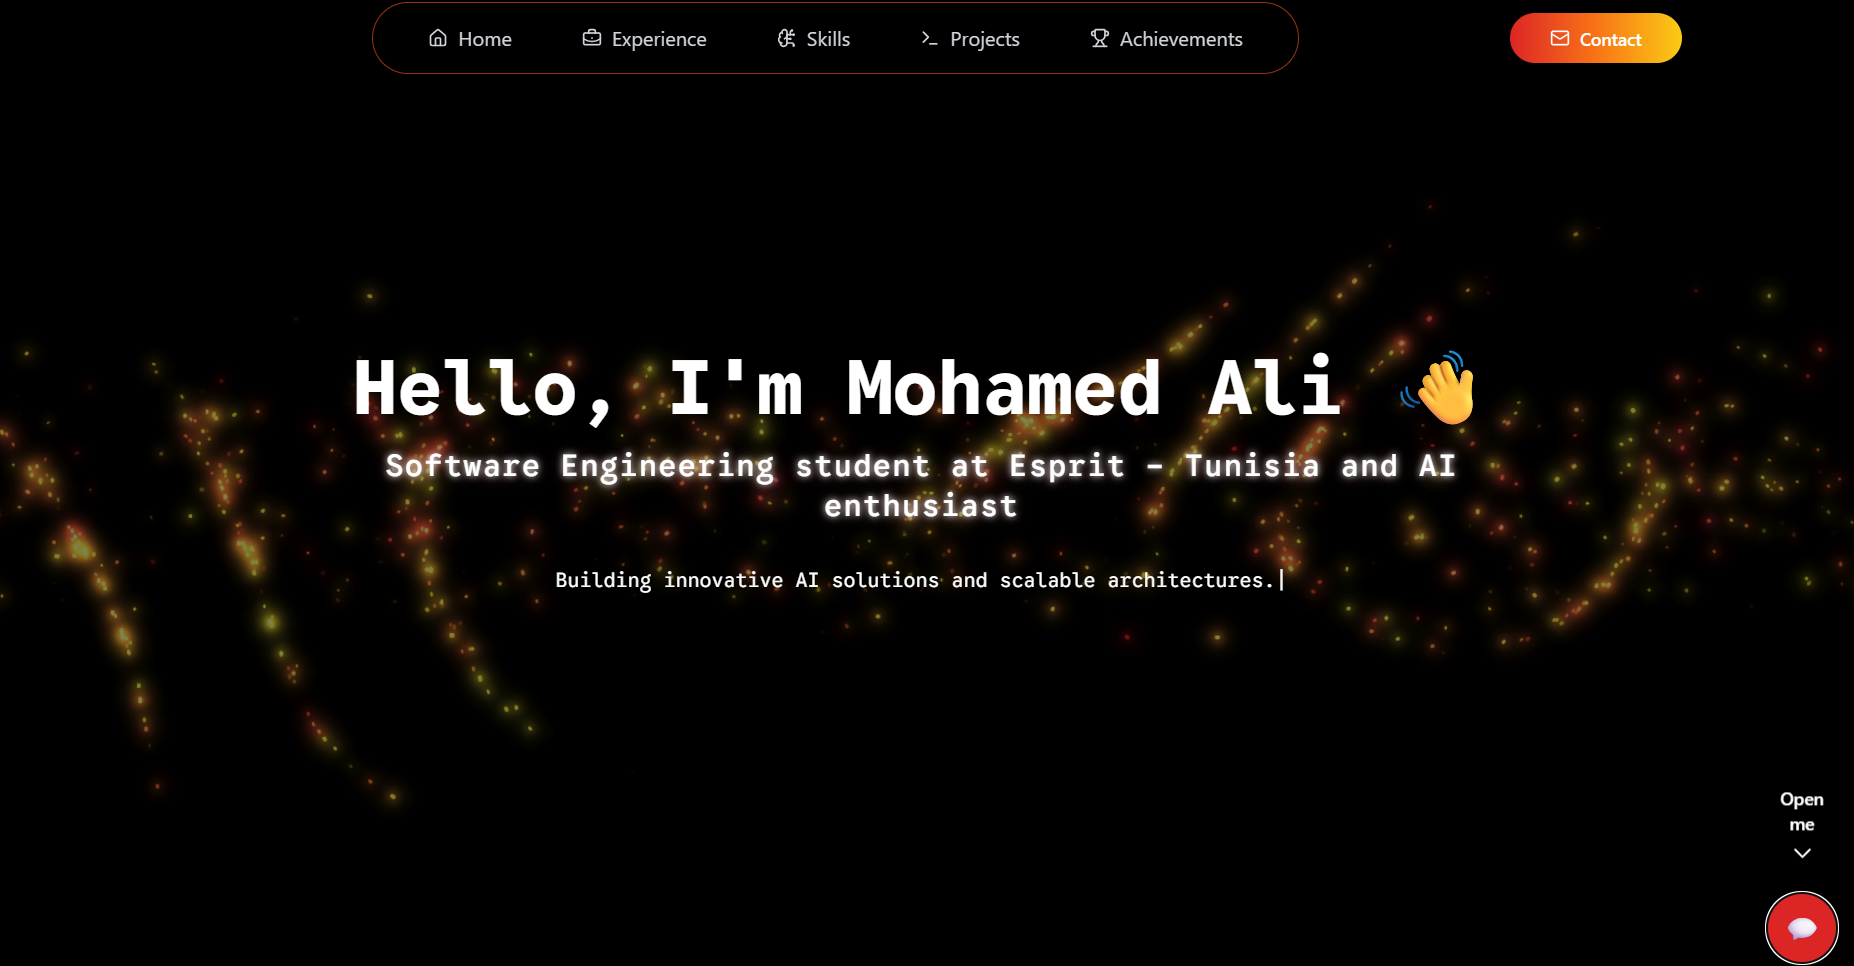 Home
Experience
Skills
Projects
Achievements
Contact
Hello, I'm Mohamed Ali 👋
Software Engineering student at Esprit – Tunisia and AI
enthusiast
Building innovative AI solutions and scalable architectures.|
Open
me